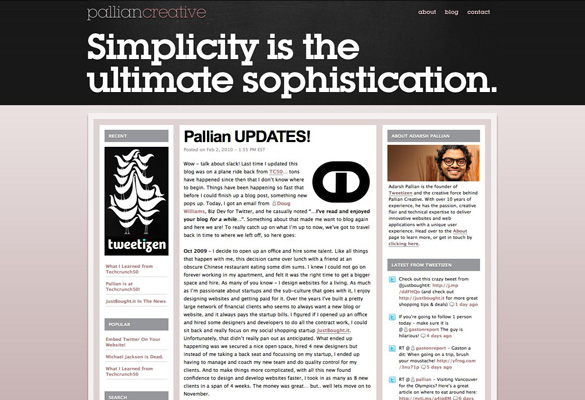 palliancreative
about blog contact
Simplicity is the
ultimate sophistication.
RECENT
tweetizen
What I Learned from
Techcrunch50
Pallian is at
Techcrunch50!
JustBought.it In The News
POPULAR
Embed Twitter On Your
Website!
Michael Jackson is Dead.
What I Learned from
Techcrunch50
SEARCH
Pallian UPDATES!
Posted on Feb 2, 2010 – 1:55 PM EST
Wow – talk about slack! Last time I updated this
blog was on a plane ride back from TC50... tons
have happened since then that I don't know where
to begin. Things have been happening so fast that
before I could finish up a blog post, something new
pops up. Today, I got an email from Doug
Williams, Biz Dev for Twitter, and he casually noted "...I've read and enjoyed
your blog for a while...". Something about that made me want to blog again
and here we are! To really catch up on what I'm up to now, we've got to travel
back in time to where we left off, so here goes:
Oct 2009 – I decide to open up an office and hire some talent. Like all things
that happen with me, this decision came over lunch with a friend at an
obscure Chinese restaurant eating some dim sums. I knew I could not go on
forever working in my apartment, and felt it was the right time to get a bigger
space and hire. As many of you know – I design websites for a living. As much
as I'm passionate about startups and the sub-culture that goes with it, I enjoy
designing websites and getting paid for it. Over the years I've built a pretty
large network of financial clients who seems to always want a new blog or
website, and it always pays the startup bills. I figured if I opened up an office
and hired some designers and developers to do all the contract work, I could
sit back and really focus on my social shopping startup JustBought.it.
Unfortunately, that didn't really pan out as anticipated. What ended up
happening was we secured a nice open space, hired 4 new designers but
instead of me taking a back seat and focussing on my startup, I ended up
having to manage and coach my new team and do quality control for my
clients. And to make things more complicated, with all this new found
confidence to design and develop websites faster, I took in as many as 8 new
clients in a span of 4 weeks. The money was great... but.. well lets move on to
November.
ABOUT ADARSH PALLIAN
Adarsh Pallian is the founder of
Tweetizen and the creative force behind
Pallian Creative. With over 10 years of
experience, he has the passion, creative
flair and technical expertise to deliver
innovative websites and web
applications with a unique user
experience. Head over to the About
page to learn more, or get in touch by
clicking here.
LATEST FROM TWEETIZEN
Check out this crazy tweet from
@justboughtit: http://j.mp
/ddTFHQo (and check out
http://justbought.it for more great
shopping tips & deals) 1 day ago
If you're going to follow 1 person
today – make sure it is
@gastonreport The guy is
hilarious! 4 days ago
RT @gastonreport – Gaston a
dit: When going on a trip, brush
your moustache! http://yfrog.com
/3nu71p 5 days ago
RT @pallian – Visiting Vancouver
for the Olympics? Here's a great
article on where to eat around here: